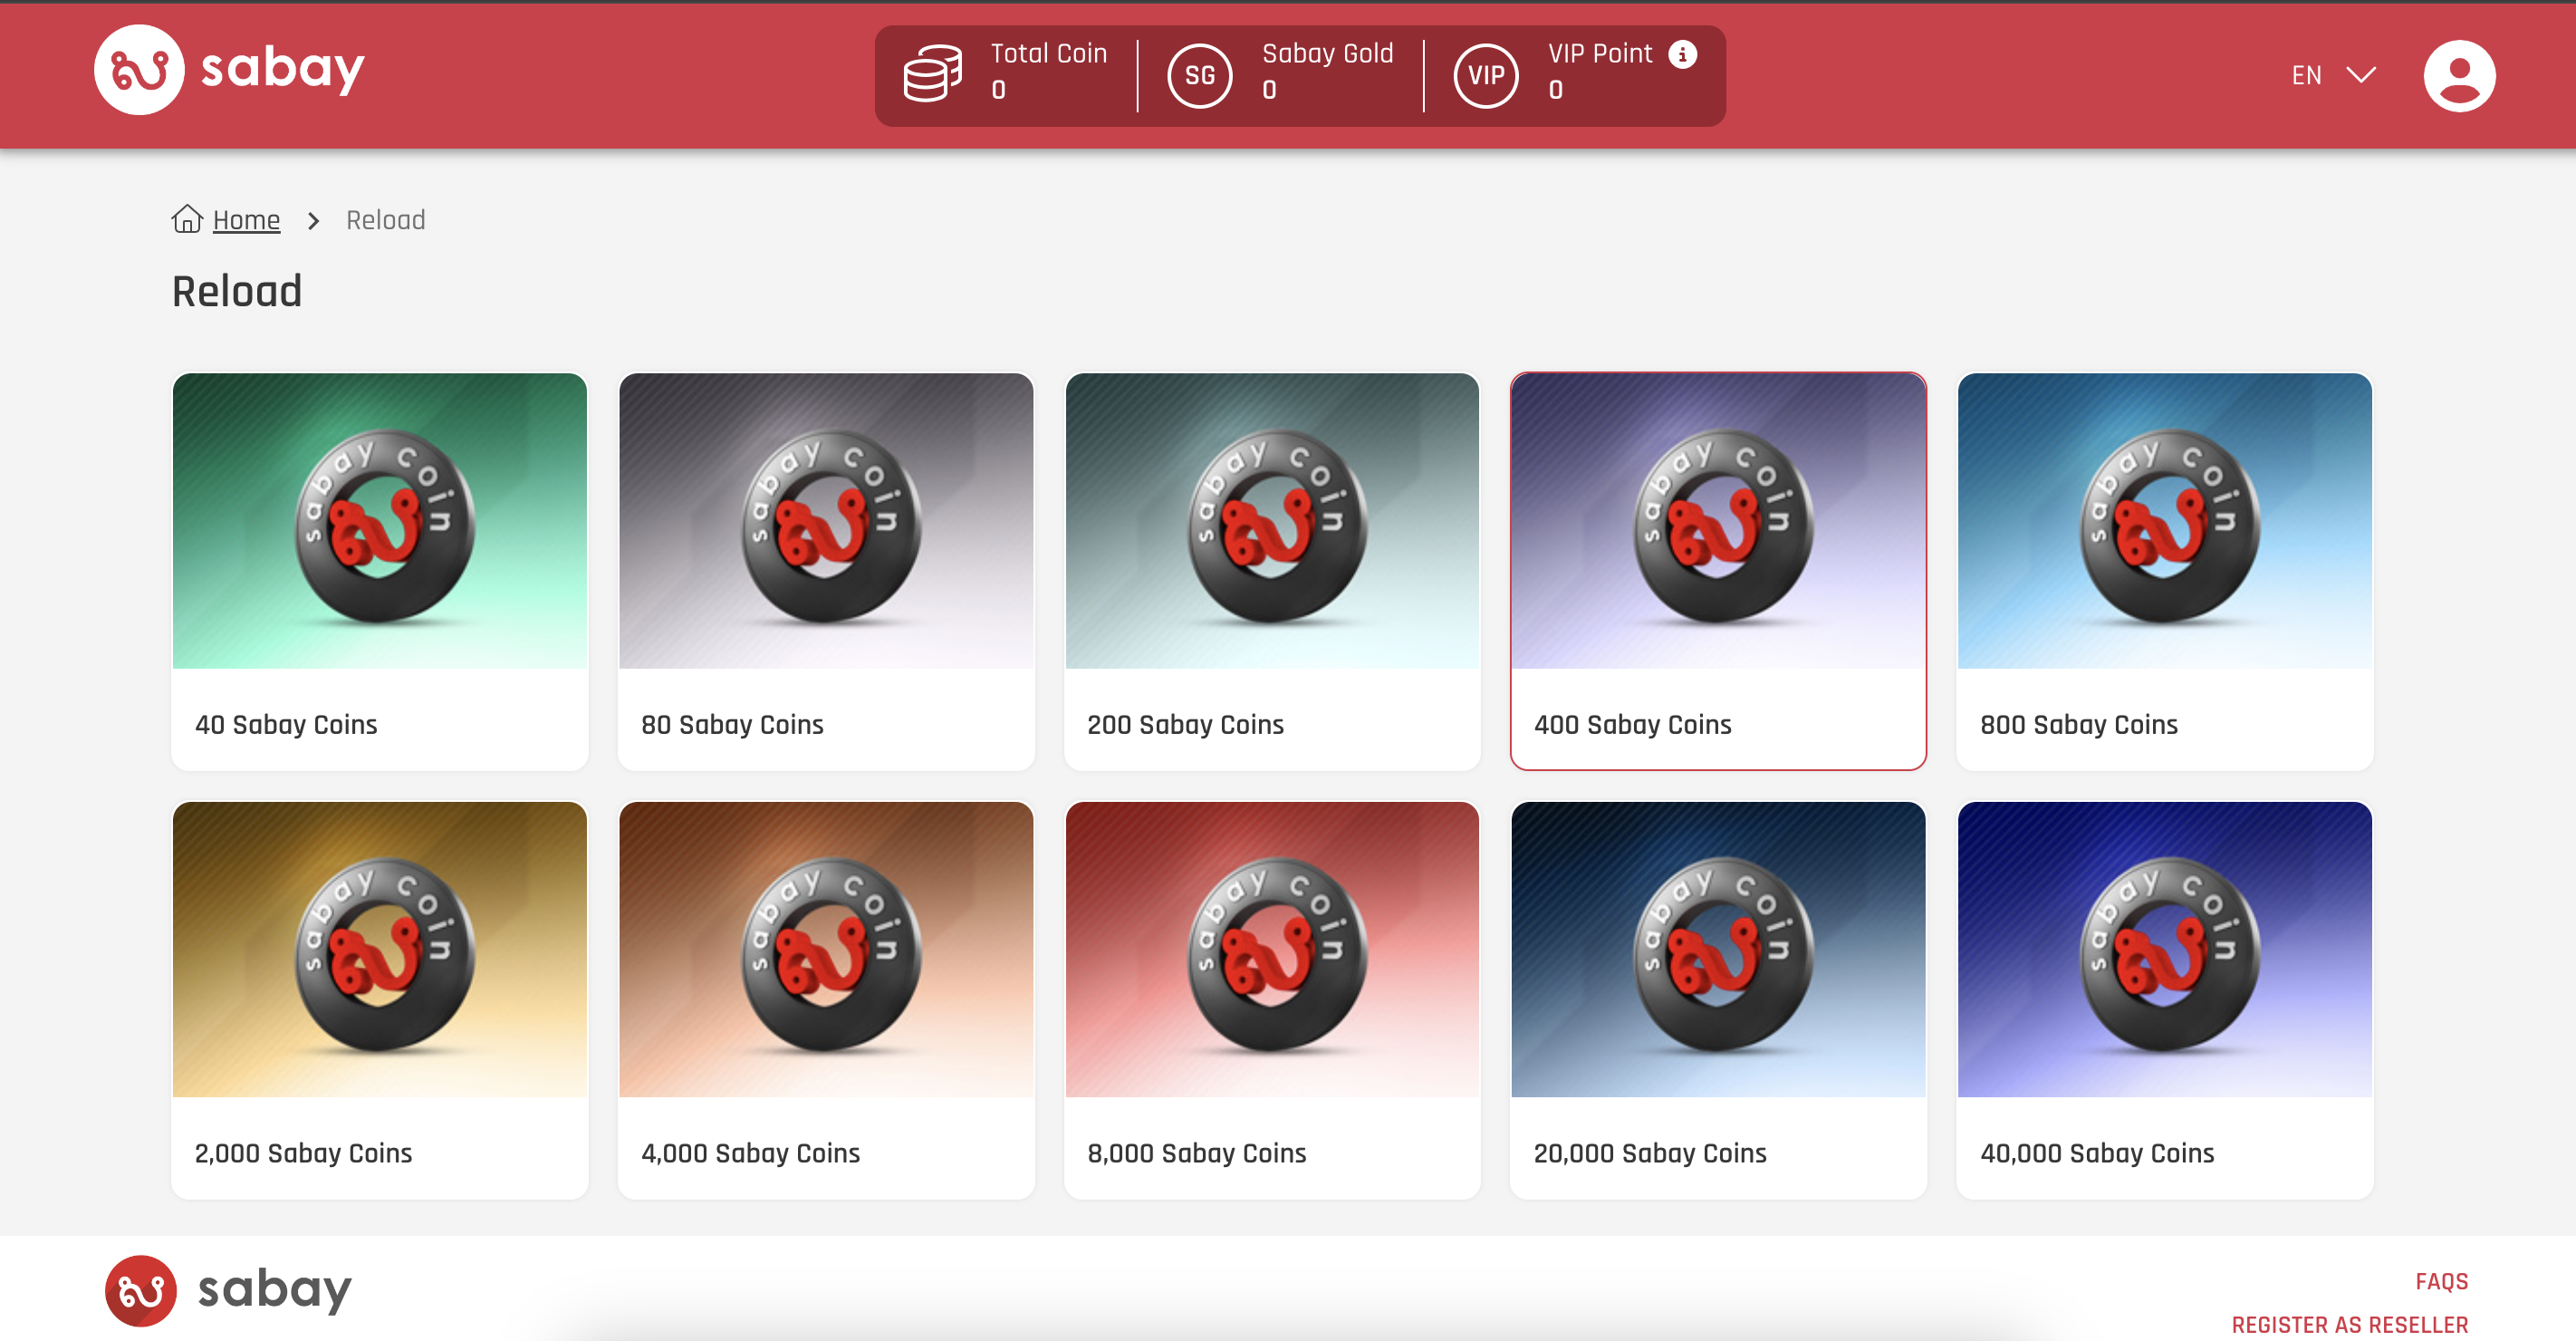 sabay
Total Coin
0
SG
Sabay Gold
0
VIP
VIP Point
0
EN
Home
Reload
Reload
sabay coin
40 Sabay Coins
sabay coin
80 Sabay Coins
sabay coin
200 Sabay Coins
sabay coin
400 Sabay Coins
sabay coin
800 Sabay Coins
sabay coin
2,000 Sabay Coins
sabay coin
4,000 Sabay Coins
sabay coin
8,000 Sabay Coins
sabay coin
20,000 Sabay Coins
sabay coin
40,000 Sabay Coins
sabay
FAQS
REGISTER AS RESELLER